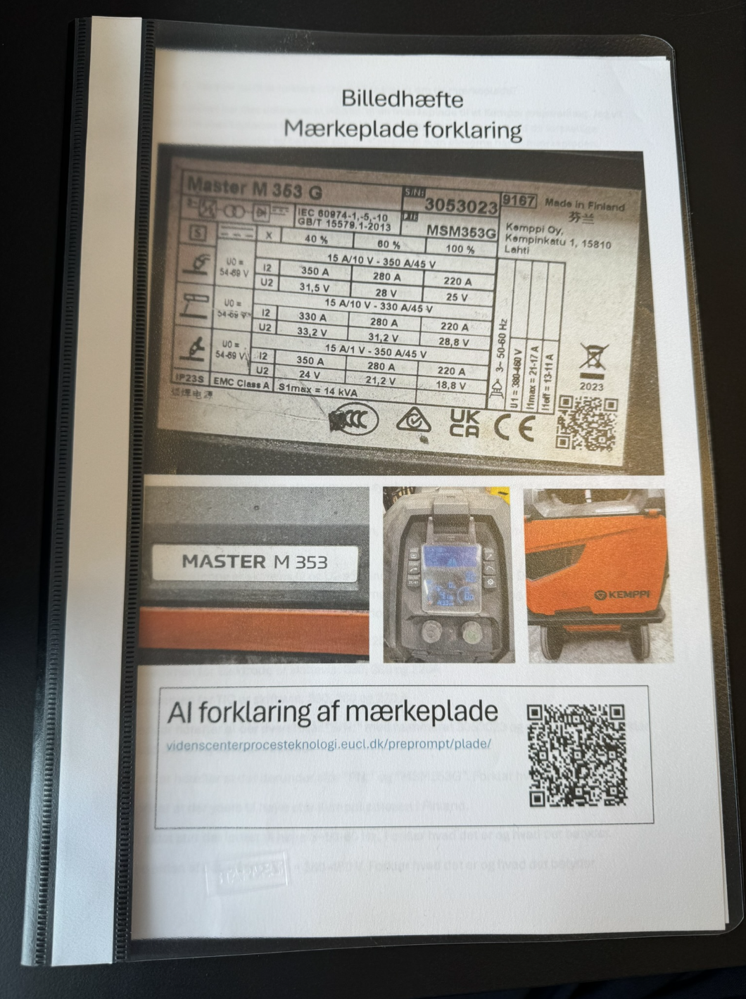 Billedhæfte
Mærkeplade forklaring
Master M 353 G
S/N:
3053023
9167 Made in Finland
芬兰
IEC 60974-1,-5,-10
GB/T 15579.1-2013
P/N:
MSM353G
Kemppi Oy,
Kempinkatu 1, 15810
Lahti
S
X 40 % 60 % 100 %
15 A/10 V - 350 A/45 V
U0 =
54-69 V
I2 350 A 280 A 220 A
U2 31,5 V 28 V 25 V
15 A/10 V - 330 A/45 V
U0 =
54-69 V
I2 330 A 280 A 220 A
U2 33,2 V 31,2 V 28,8 V
15 A/1 V - 350 A/45 V
U0 =
54-69 V
I2 350 A 280 A 220 A
U2 24 V 21,2 V 18,8 V
IP23S EMC Class A S1max = 14 kVA
3~ 50-60 Hz
U1 = 380-460 V
I1max = 21-17 A
I1eff = 13-11 A
2023
CCC
UK
CA
CE
MASTER M 353
KEMPPI
AI forklaring af mærkeplade
videnscenterprocesteknologi.eucl.dk/preprompt/plade/